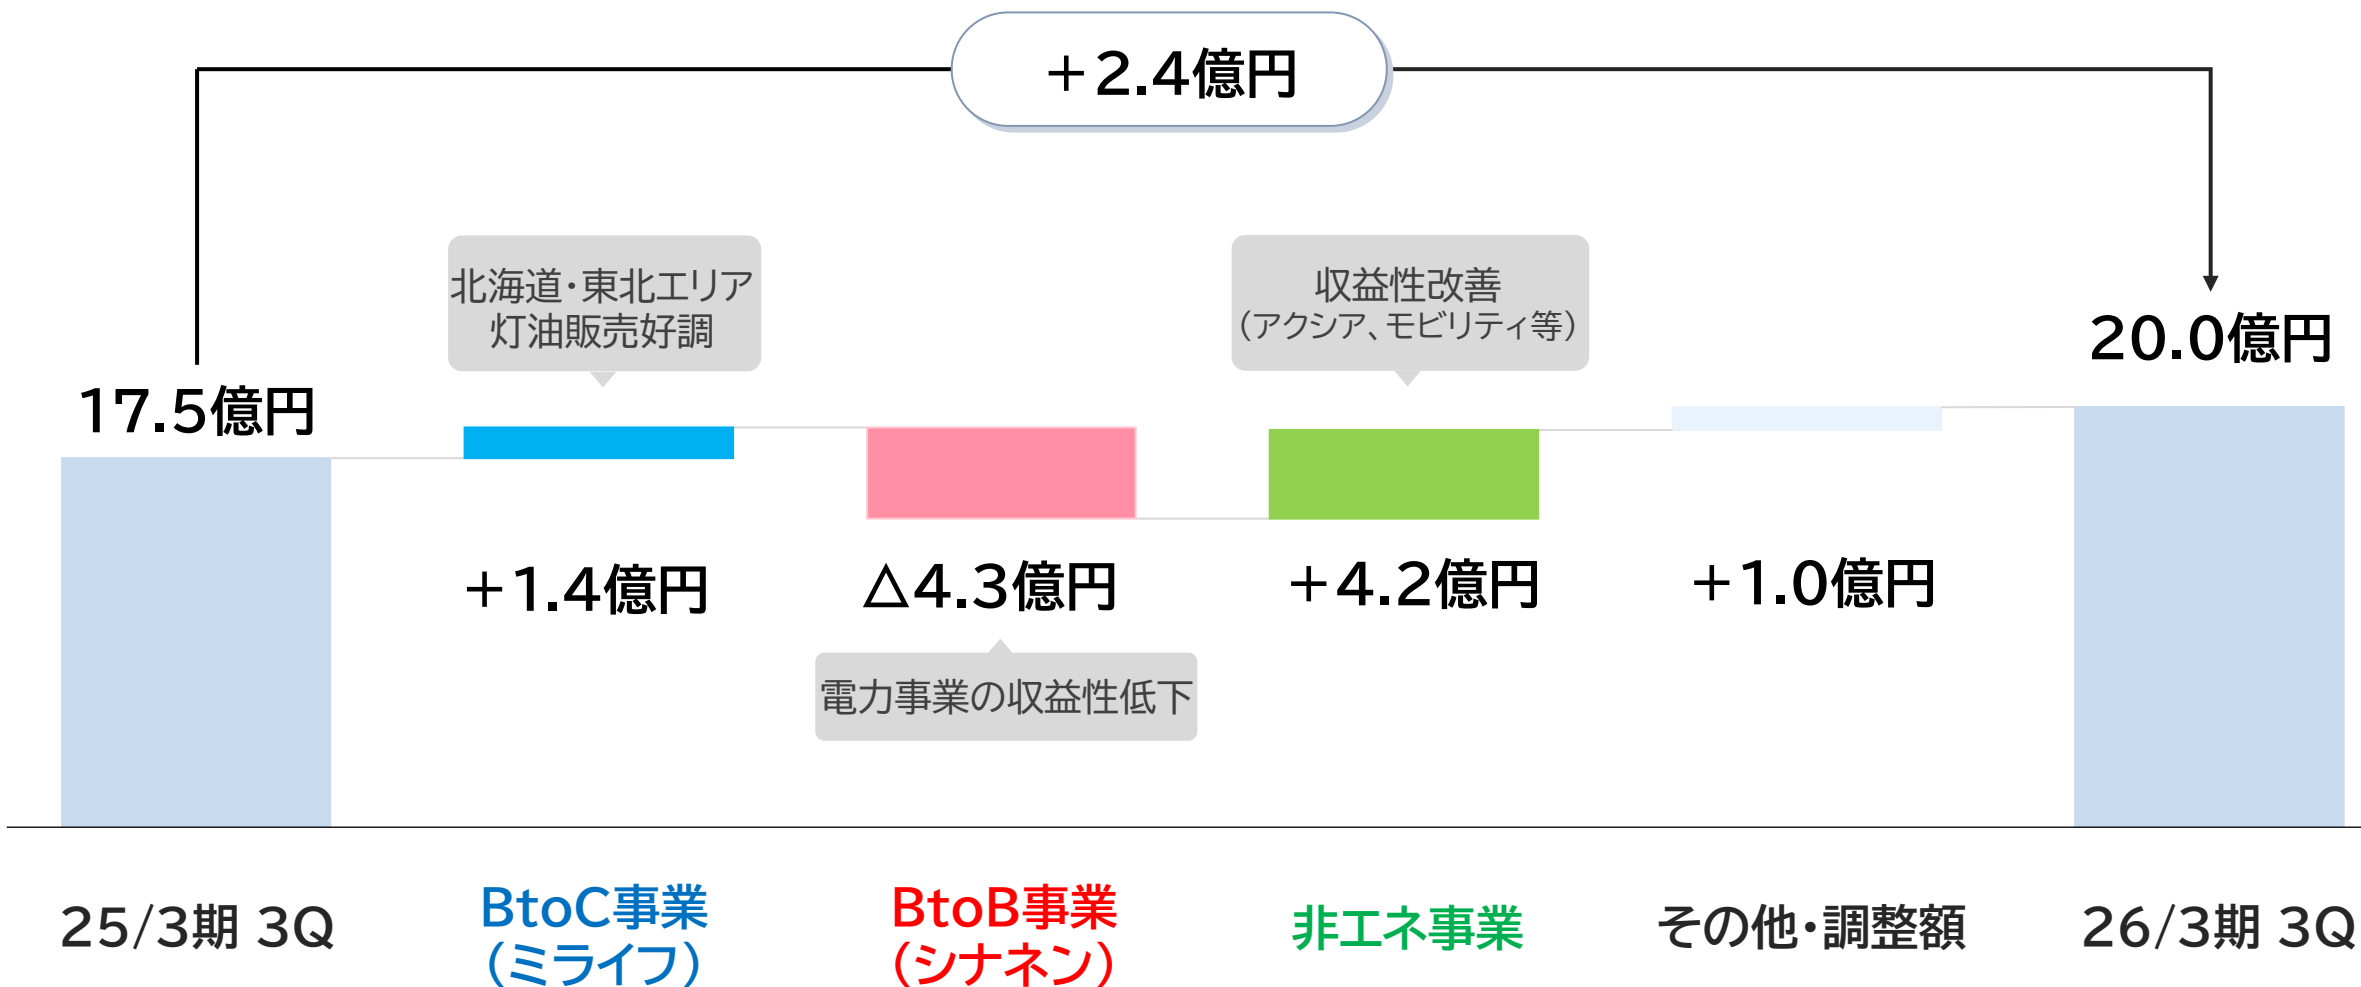 +2.4億円
北海道・東北エリア
灯油販売好調
収益性改善
(アクシア、モビリティ等)
17.5億円
20.0億円
+1.4億円
△4.3億円
+4.2億円
+1.0億円
電力事業の収益性低下
25/3期 3Q
BtoC事業
(ミライフ)
BtoB事業
(シナネン)
非エネ事業
その他・調整額
26/3期 3Q